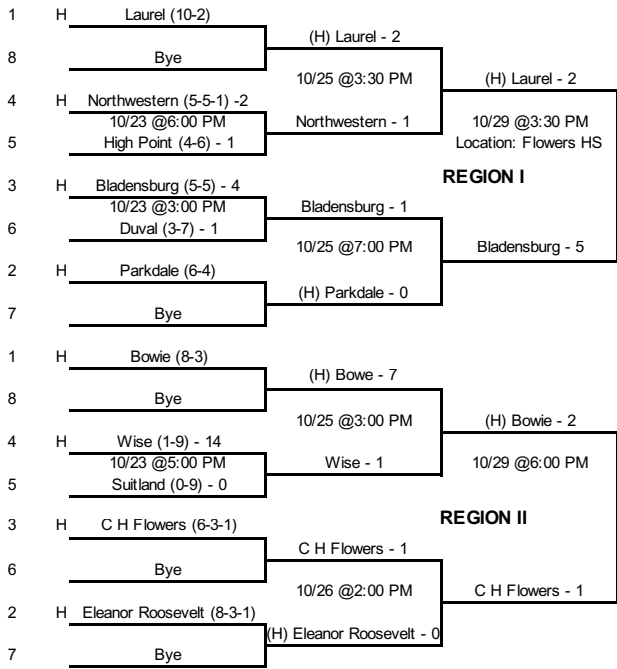 1 H Laurel (10-2)
(H) Laurel - 2
8 Bye
10/25 @3:30 PM (H) Laurel - 2
4 H Northwestern (5-5-1) -2
10/23 @6:00 PM Northwestern - 1 10/29 @3:30 PM
5 High Point (4-6) - 1 Location: Flowers HS
REGION I
3 H Bladensburg (5-5) - 4
10/23 @3:00 PM Bladensburg - 1
6 Duval (3-7) - 1
10/25 @7:00 PM Bladensburg - 5
2 H Parkdale (6-4)
(H) Parkdale - 0
7 Bye
1 H Bowie (8-3)
(H) Bowe - 7
8 Bye
10/25 @3:00 PM (H) Bowie - 2
4 H Wise (1-9) - 14
10/23 @5:00 PM Wise - 1 10/29 @6:00 PM
5 Suitland (0-9) - 0
REGION II
3 H C H Flowers (6-3-1)
C H Flowers - 1
6 Bye
10/26 @2:00 PM C H Flowers - 1
2 H Eleanor Roosevelt (8-3-1)
(H) Eleanor Roosevelt - 0
7 Bye